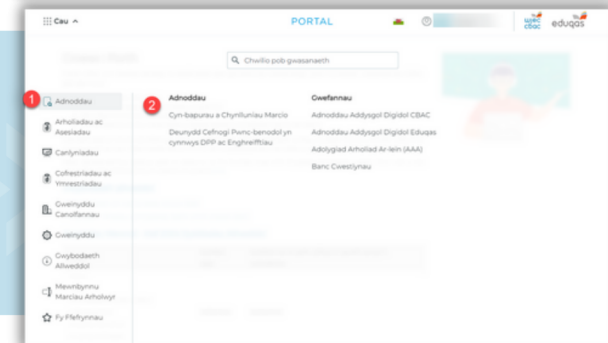 Cau
PORTAL
wjec
cbac
eduqas
Chwilio pob gwasanaeth
1
Adnoddau
Arholiadau ac
Asesiadau
Canlyniadau
Cofrestriadau ac
Ymrestriadau
Gweinyddu
Canolfannau
Gweinyddu
Gwybodaeth
Allweddol
Mewnbynnu
Marciau Arholwyr
Fy Ffefrynnau
2
Adnoddau
Cyn-bapurau a Chynlluniau Marcio
Deunydd Cefnogi Pwnc-benodol yn
cynnwys DPP ac Enghreifftiau
Gwefannau
Adnoddau Addysgol Digidol CBAC
Adnoddau Addysgol Digidol Eduqas
Adolygiad Arholiad Ar-lein (AAA)
Banc Cwestiynau